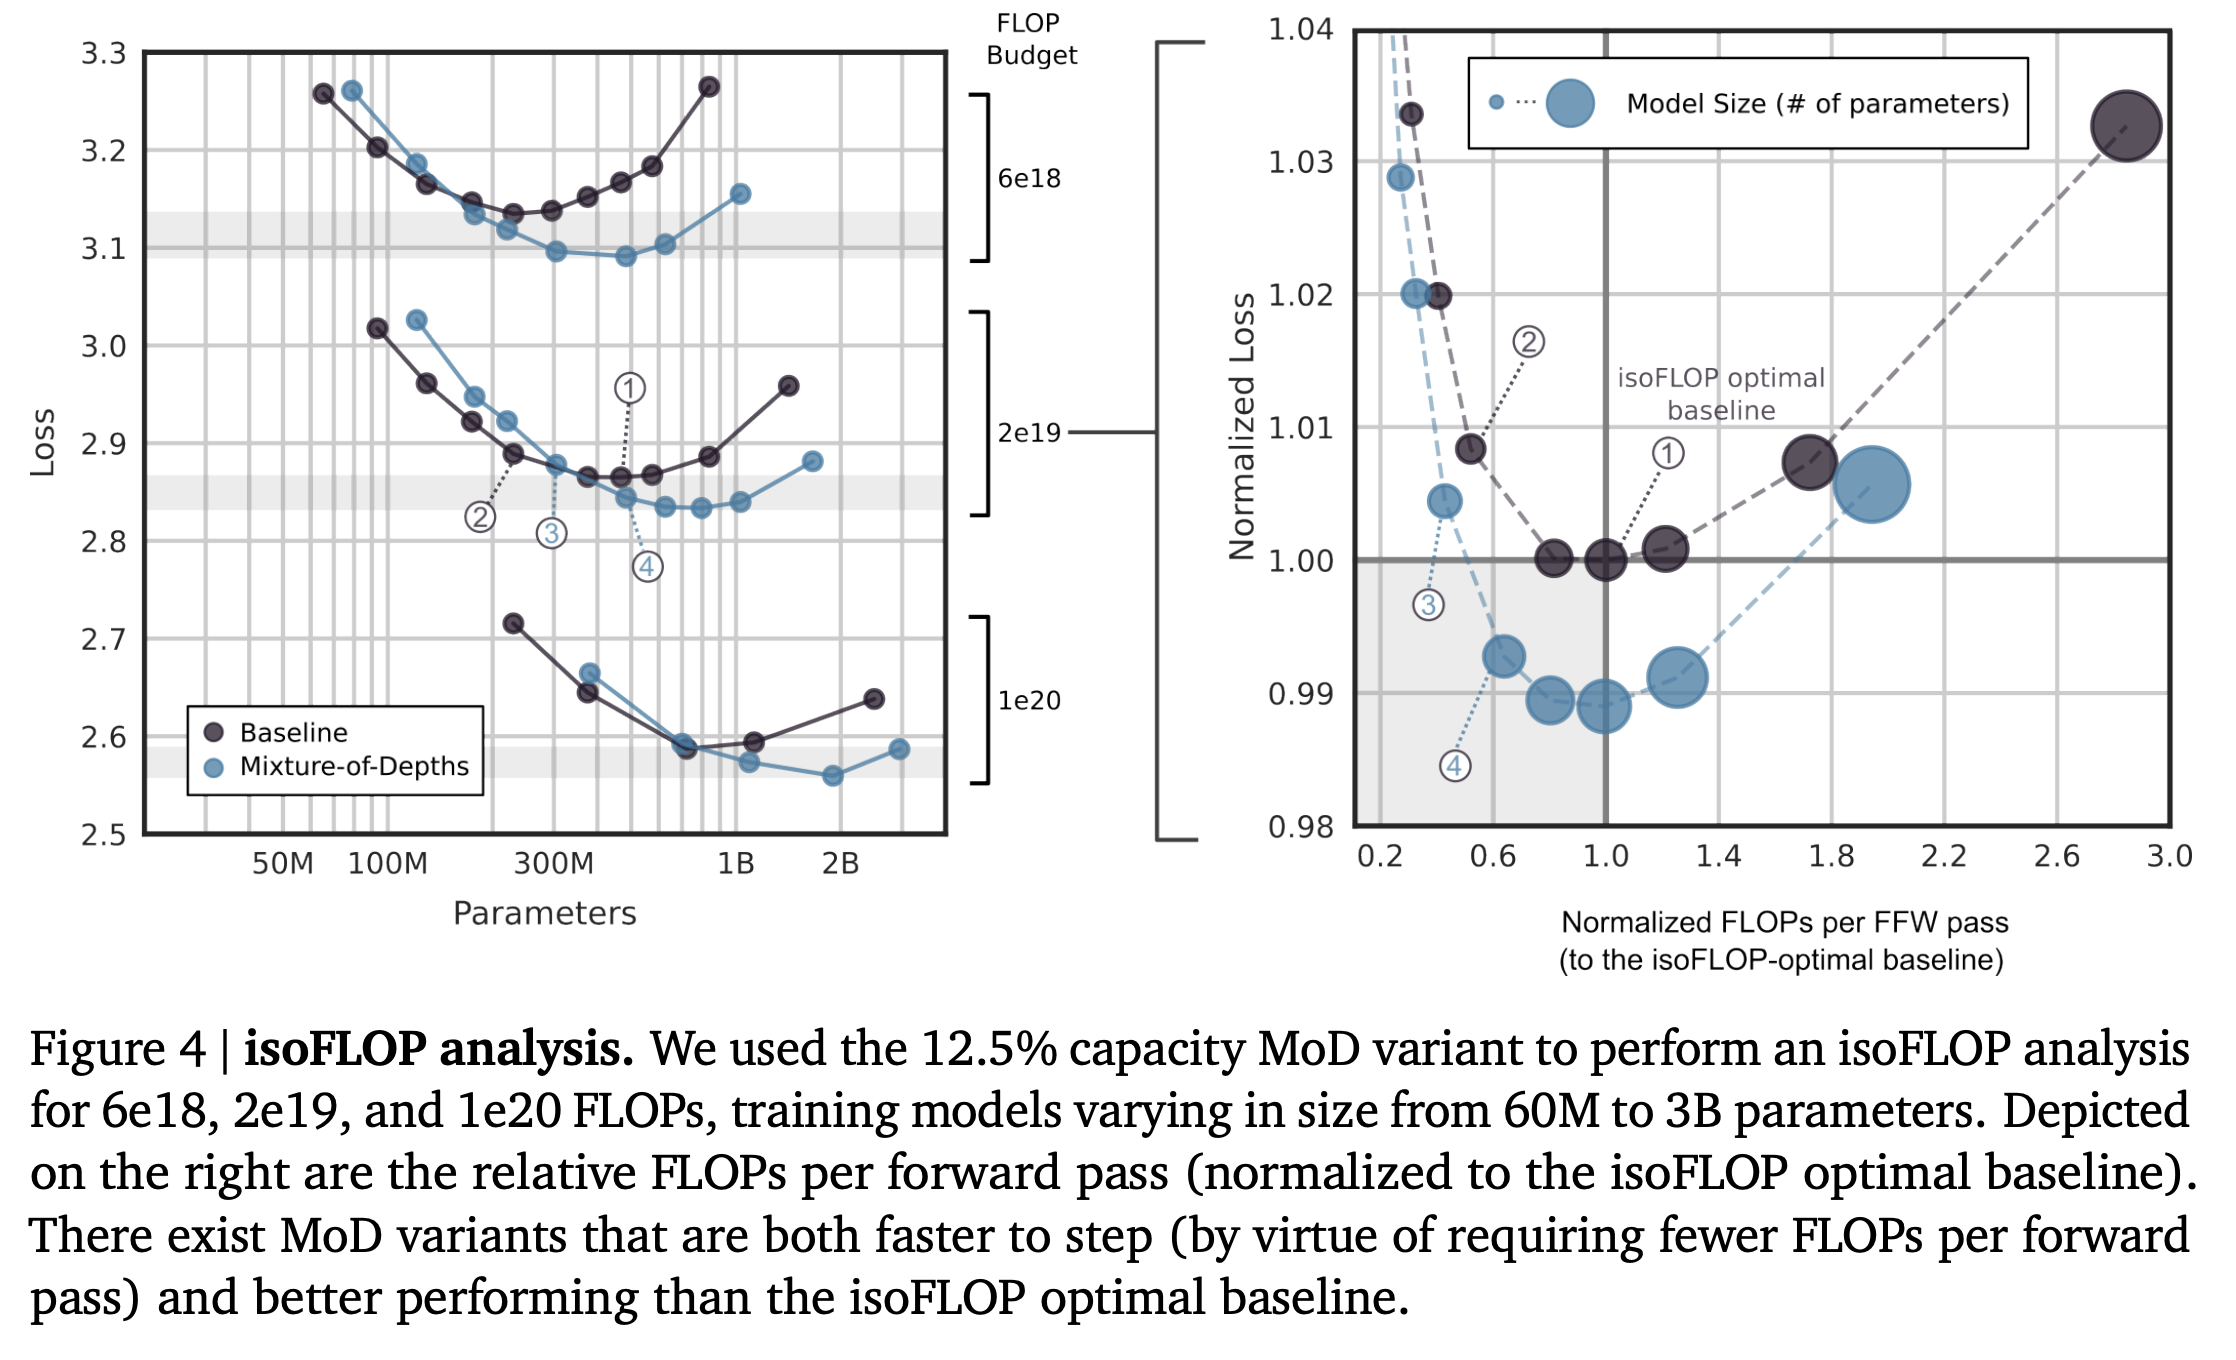 FLOP
Budget
3.3
3.2
3.1
3.0
2.9
2.8
2.7
2.6
2.5
Loss
50M 100M 300M 1B 2B
Parameters
Baseline
Mixture-of-Depths
1
2
3
4
6e18
2e19
1e20
1.04
1.03
1.02
1.01
1.00
0.99
0.98
Normalized Loss
Model Size (# of parameters)
2
isoFLOP optimal
baseline
1
3
4
0.2 0.6 1.0 1.4 1.8 2.2 2.6 3.0
Normalized FLOPs per FFW pass
(to the isoFLOP-optimal baseline)
Figure 4 | isoFLOP analysis. We used the 12.5% capacity MoD variant to perform an isoFLOP analysis
for 6e18, 2e19, and 1e20 FLOPs, training models varying in size from 60M to 3B parameters. Depicted
on the right are the relative FLOPs per forward pass (normalized to the isoFLOP optimal baseline).
There exist MoD variants that are both faster to step (by virtue of requiring fewer FLOPs per forward
pass) and better performing than the isoFLOP optimal baseline.